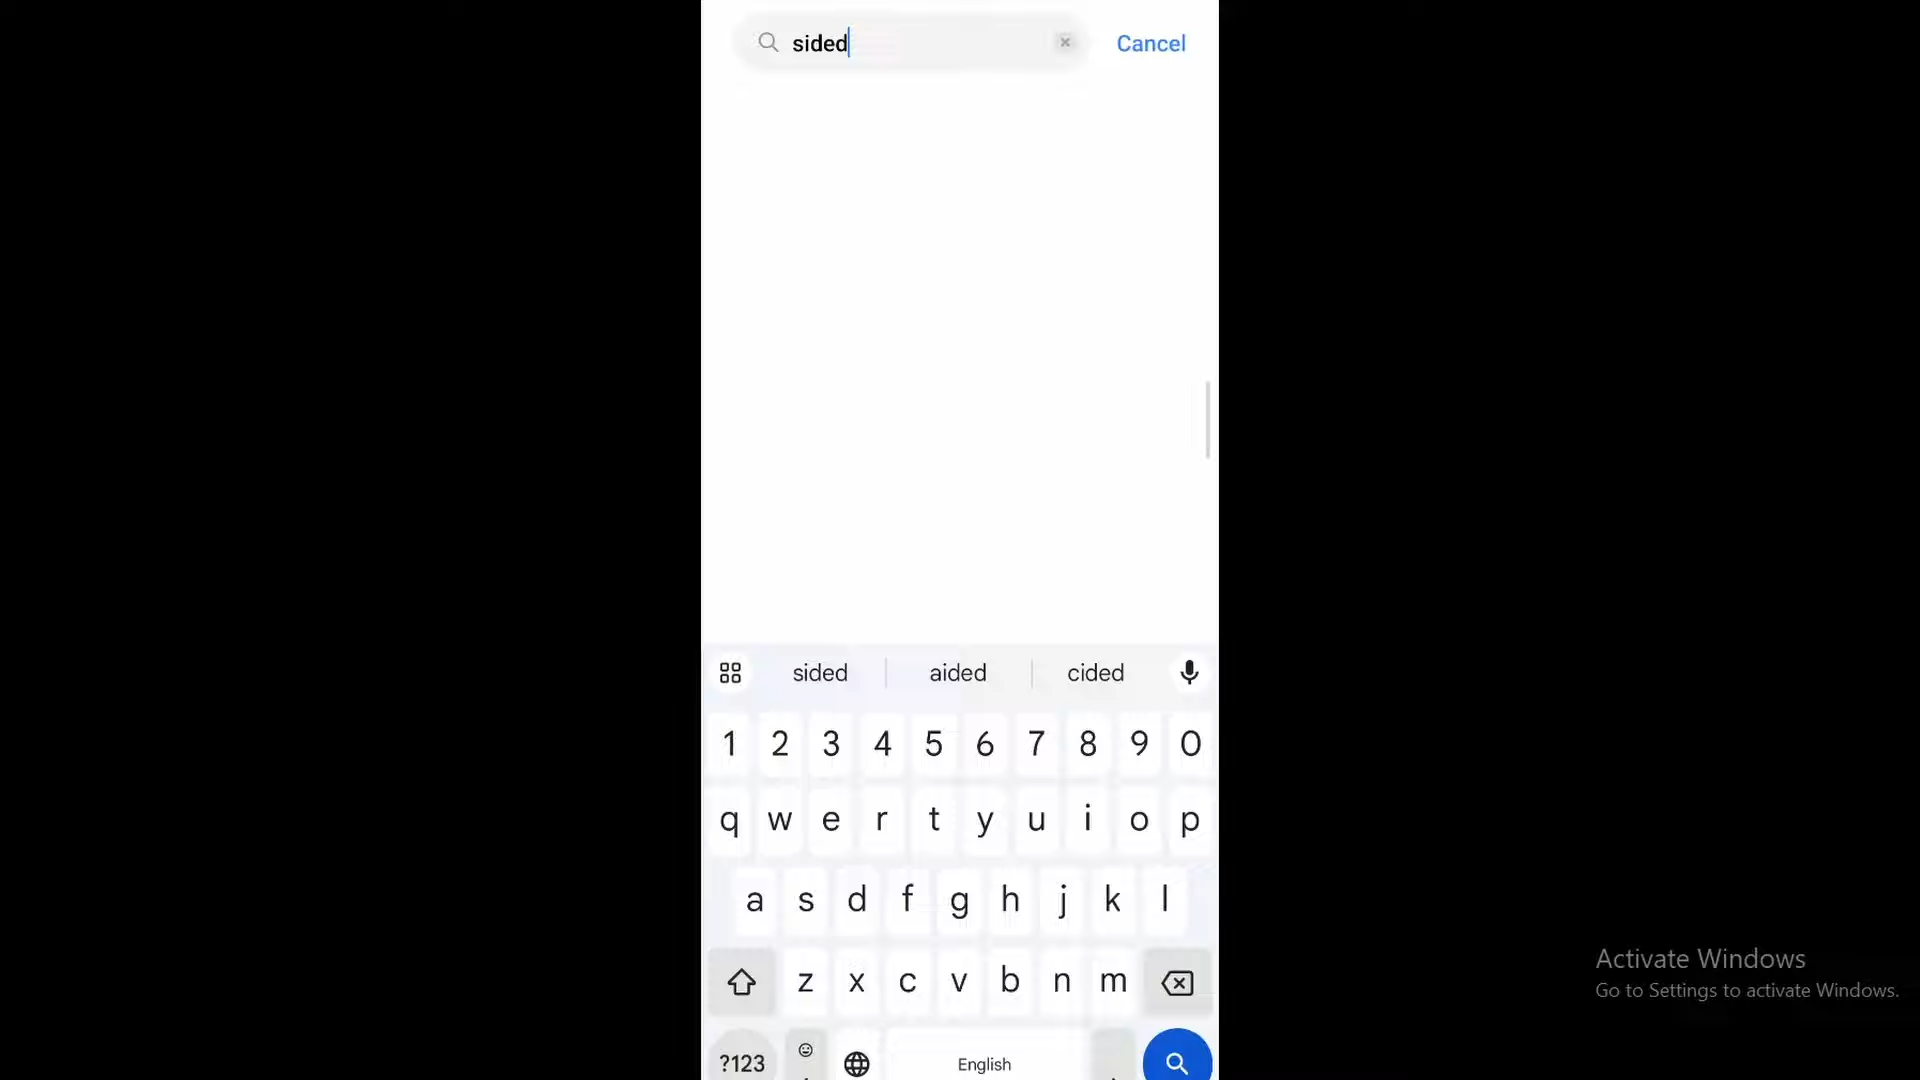 sided
Cancel
sided aided cided
1 2 3 4 5 6 7 8 9 0
q w e r t y u i o p
a s d f g h j k l
z x c v b n m
?123 English
Activate Windows
Go to Settings to activate Windows.